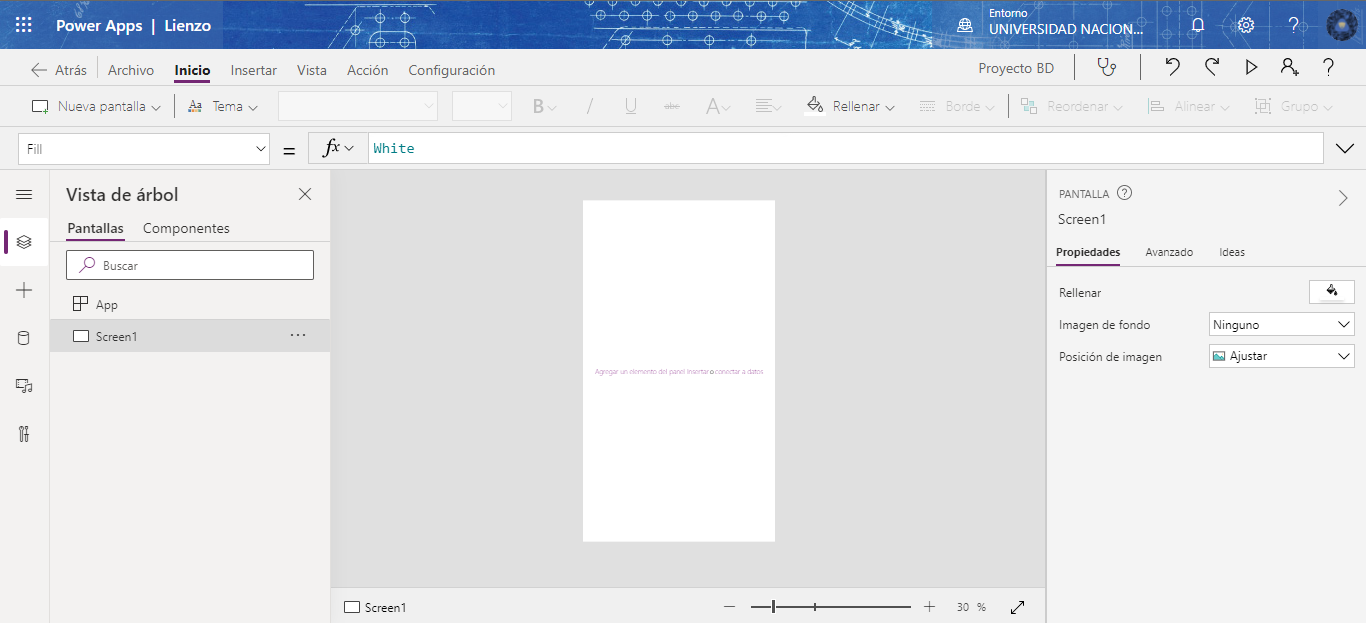 Power Apps | Lienzo
Entorno
UNIVERSIDAD NACION...
?
Atrás Archivo Inicio Insertar Vista Acción Configuración Proyecto BD ?
Nueva pantalla Aa Tema B / U abc A Rellenar Borde Reordenar Alinear Grupo
Fill = fx White
Vista de árbol
Pantallas Componentes
Buscar
App
Screen1 ...
Agregar un elemento del panel Insertar o conectar a datos
PANTALLA ?
Screen1
Propiedades Avanzado Ideas
Rellenar
Imagen de fondo Ninguno
Posición de imagen Ajustar
Screen1 — + 30 %